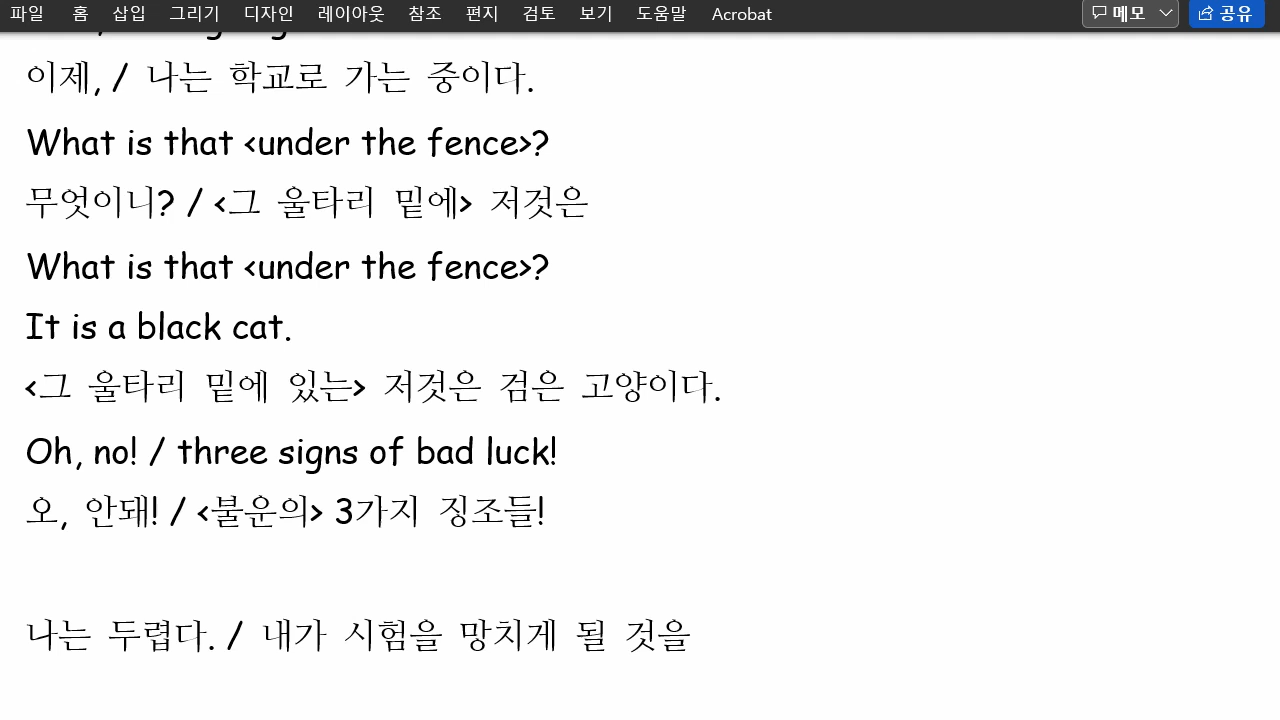 파일 홈 삽입 그리기 디자인 레이아웃 참조 편지 검토 보기 도움말 Acrobat 메모 공유
이제, / 나는 학교로 가는 중이다.
What is that <under the fence>?
무엇이니? / <그 울타리 밑에> 저것은
What is that <under the fence>?
It is a black cat.
<그 울타리 밑에 있는> 저것은 검은 고양이다.
Oh, no! / three signs of bad luck!
오, 안돼! / <불운의> 3가지 징조들!
나는 두렵다. / 내가 시험을 망치게 될 것을